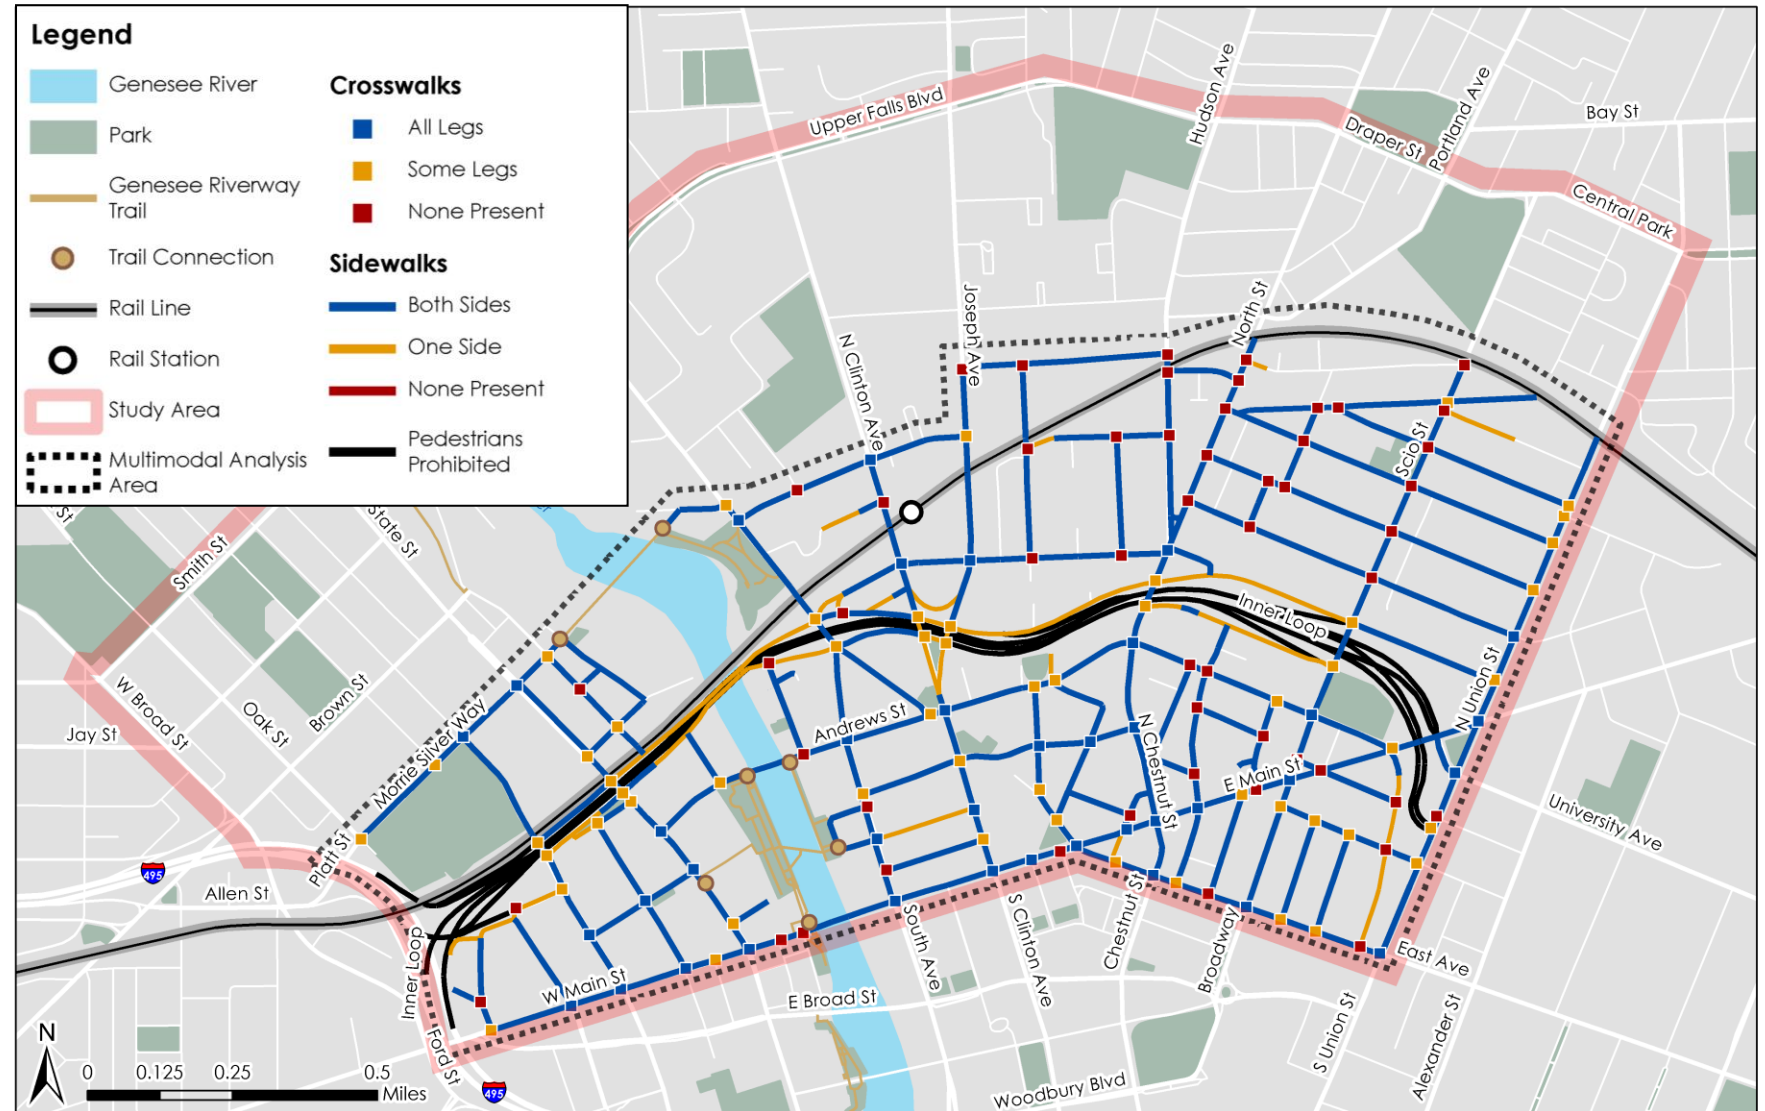 Legend
Genesee River
Park
Genesee Riverway
Trail
Trail Connection
Rail Line
Rail Station
Study Area
Multimodal Analysis
Area
Crosswalks
All Legs
Some Legs
None Present
Sidewalks
Both Sides
One Side
None Present
Pedestrians
Prohibited
Upper Falls Blvd
Hudson Ave
Draper St
Portland Ave
Bay St
Central Park
Joseph Ave
North St
N Clinton Ave
Scio St
St
State St
Smith St
Inner Loop
W Broad St
Oak St
Brown St
Jay St
Morrie Silver Way
Andrews St
N Chestnut St
E Main St
N Union St
University Ave
Platt St
495
Allen St
Inner Loop
W Main St
South Ave
S Clinton Ave
Chestnut St
Broadway
East Ave
E Broad St
S Union St
Alexander St
Ford St
Woodbury Blvd
495
N
0 0.125 0.25 0.5
Miles